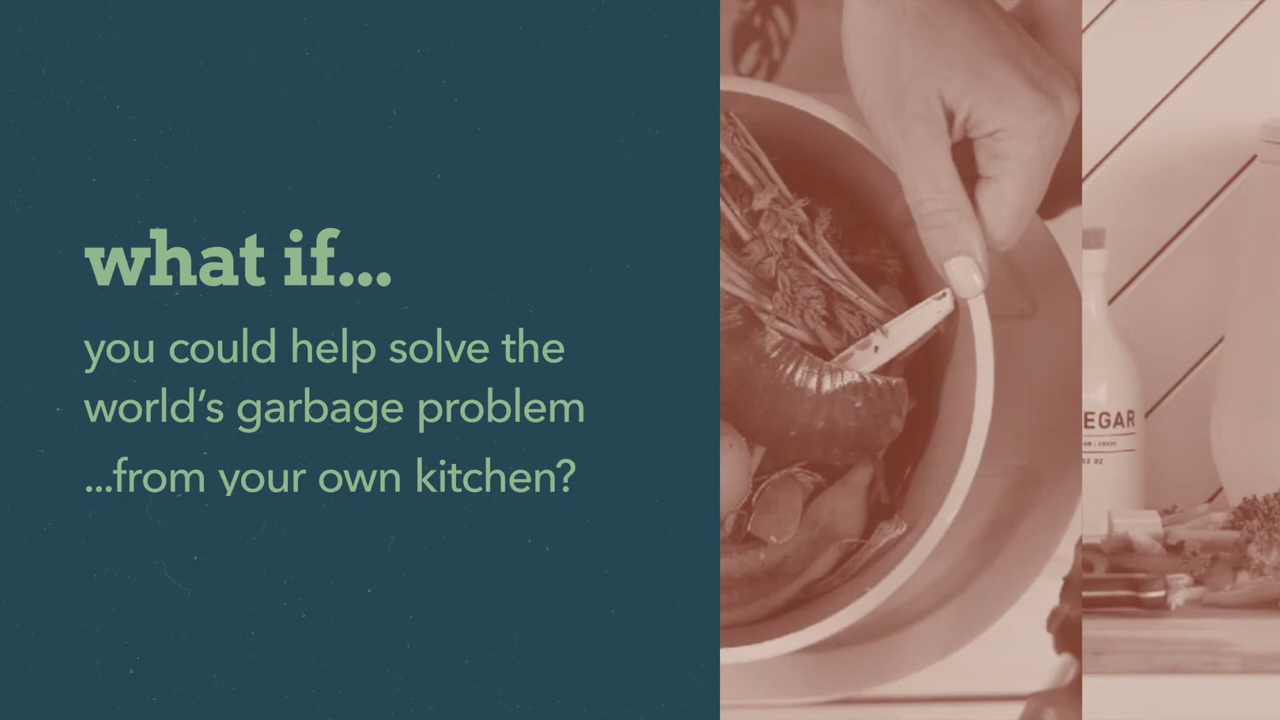 what if...
you could help solve the
world's garbage problem
...from your own kitchen?
EGAR